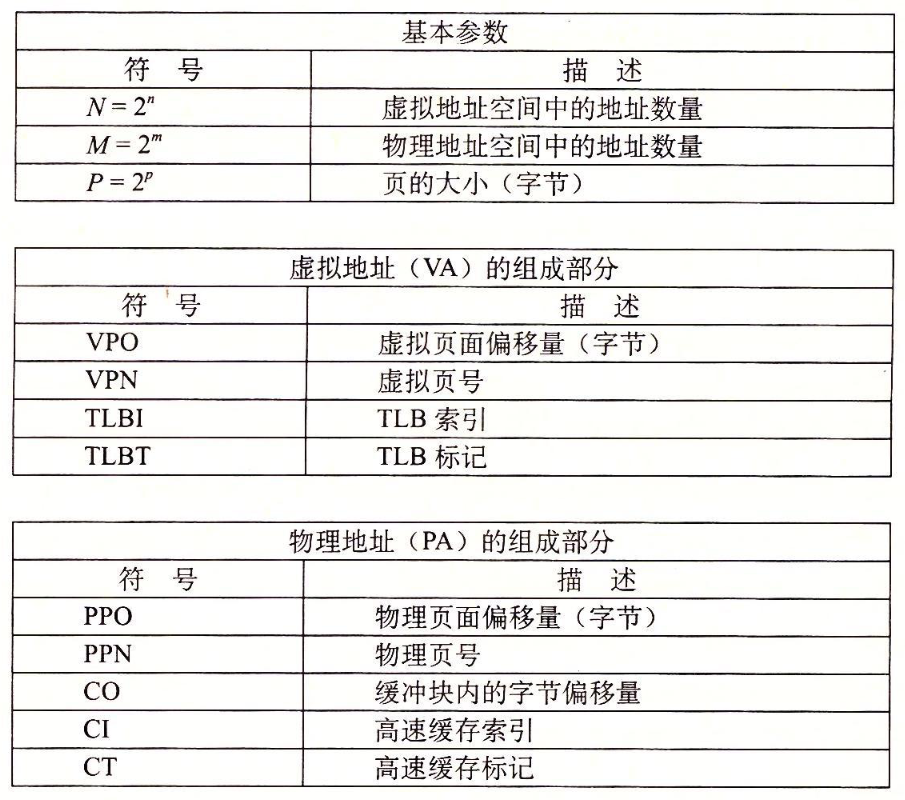 基本参数
符 号 描 述
N = 2ⁿ 虚拟地址空间中的地址数量
M = 2ᵐ 物理地址空间中的地址数量
P = 2ᵖ 页的大小（字节）
虚拟地址（VA）的组成部分
符 号 描 述
VPO 虚拟页面偏移量（字节）
VPN 虚拟页号
TLBI TLB 索引
TLBT TLB 标记
物理地址（PA）的组成部分
符 号 描 述
PPO 物理页面偏移量（字节）
PPN 物理页号
CO 缓冲块内的字节偏移量
CI 高速缓存索引
CT 高速缓存标记